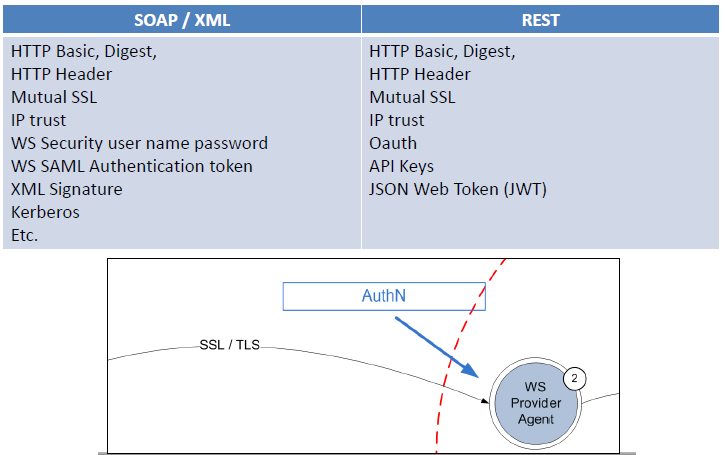 SOAP / XML
HTTP Basic, Digest,
HTTP Header
Mutual SSL
IP trust
WS Security user name password
WS SAML Authentication token
XML Signature
Kerberos
Etc.
REST
HTTP Basic, Digest,
HTTP Header
Mutual SSL
IP trust
Oauth
API Keys
JSON Web Token (JWT)
AuthN
SSL / TLS
2
WS
Provider
Agent